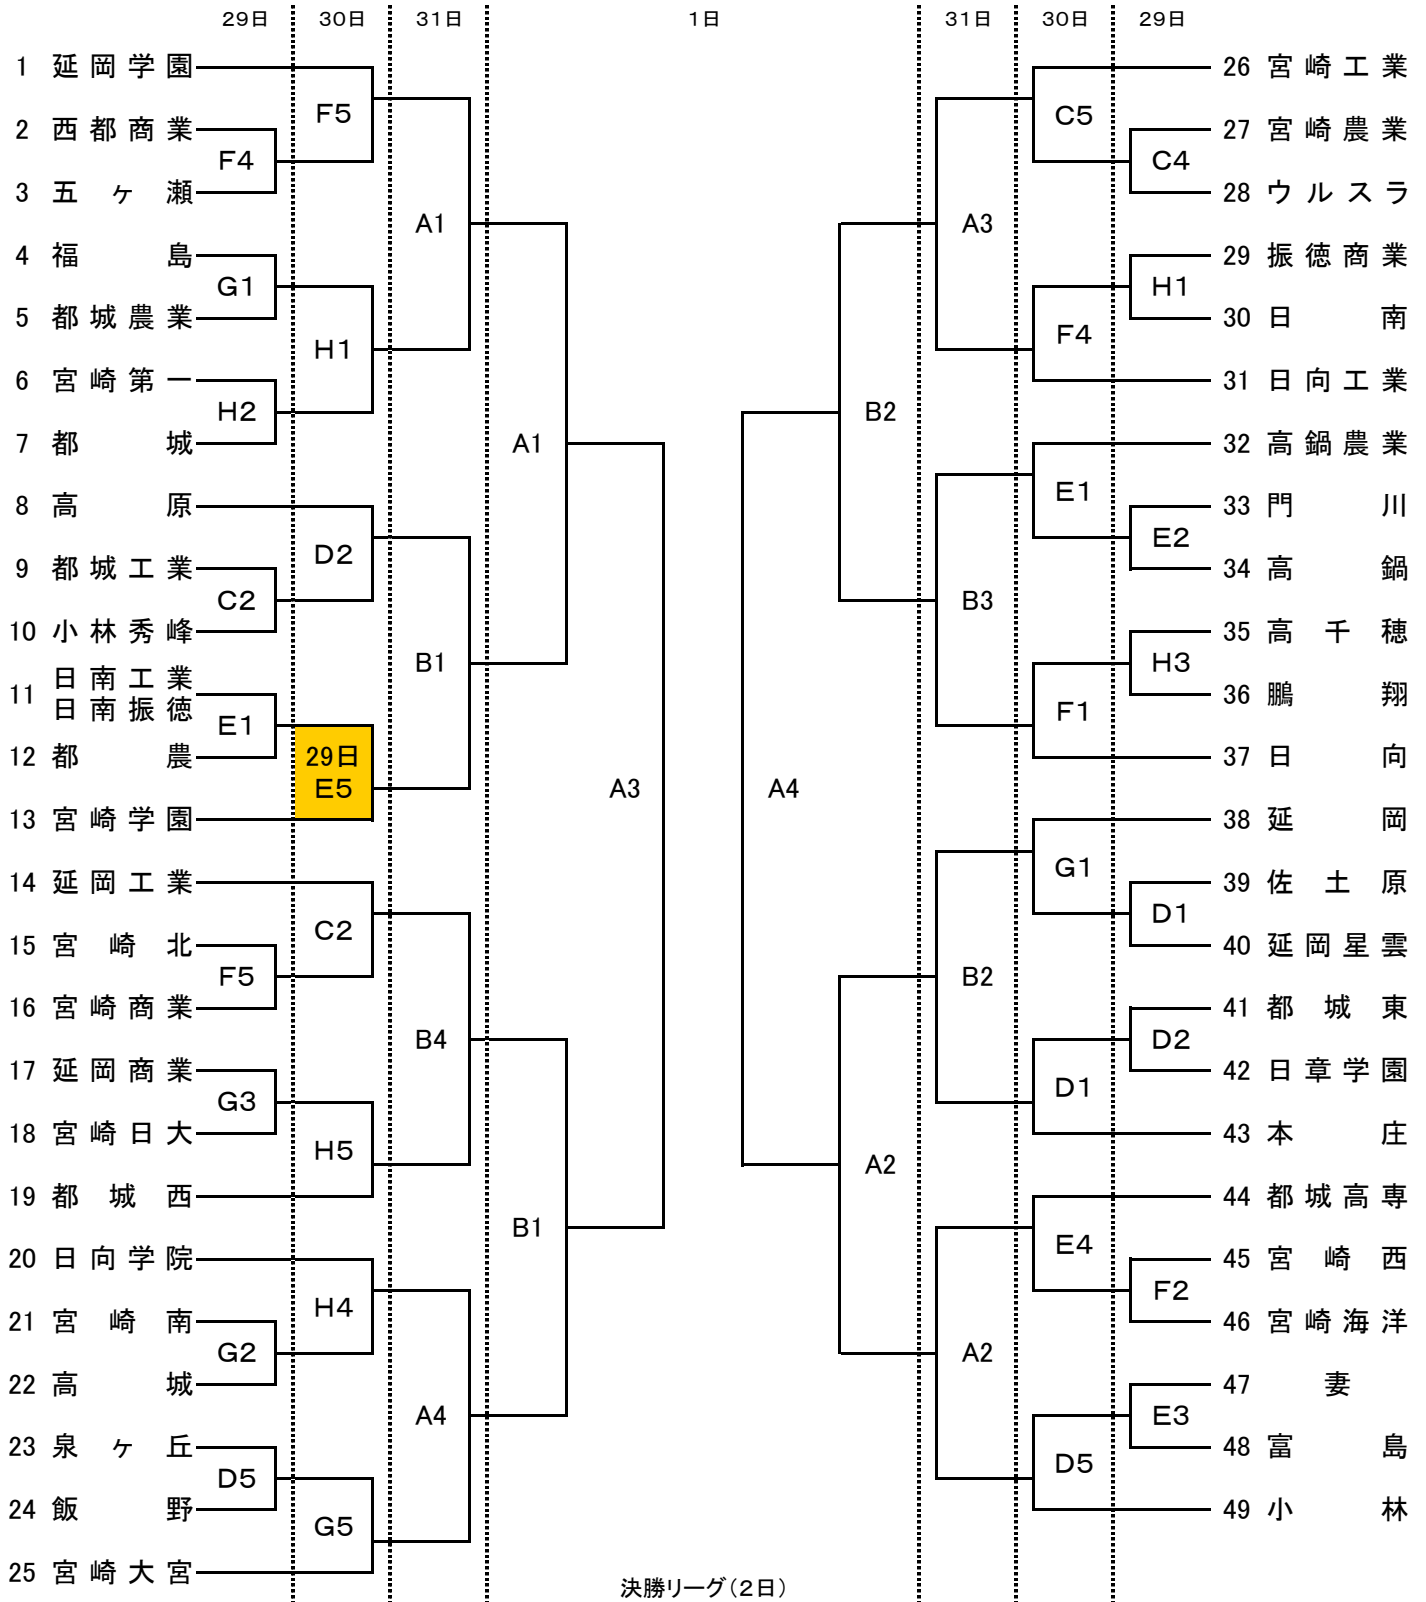 29日 30日 31日 1日 31日 30日 29日
1 延岡学園
F5
2 西都商業
F4
3 五ヶ瀬
A1
4 福島
G1
5 都城農業
H1
6 宮崎第一
H2
7 都城
A1
8 高原
D2
9 都城工業
C2
10 小林秀峰
B1
11 日南工業
日南振徳
E1
12 都農
29日
E5
13 宮崎学園
A3
14 延岡工業
C2
15 宮崎北
F5
16 宮崎商業
B4
17 延岡商業
G3
18 宮崎日大
H5
19 都城西
B1
20 日向学院
H4
21 宮崎南
G2
22 高城
A4
23 泉ヶ丘
D5
24 飯野
G5
25 宮崎大宮
26 宮崎工業
C5
27 宮崎農業
C4
28 ウルスラ
A3
29 振徳商業
H1
30 日南
F4
31 日向工業
B2
32 高鍋農業
E1
33 門川
E2
34 高鍋
B3
35 高千穂
H3
36 鵬翔
F1
37 日向
A4
38 延岡
G1
39 佐土原
D1
40 延岡星雲
B2
41 都城東
D2
42 日章学園
D1
43 本庄
A2
44 都城高専
E4
45 宮崎西
F2
46 宮崎海洋
A2
47 妻
E3
48 富島
D5
49 小林
決勝リーグ（2日）